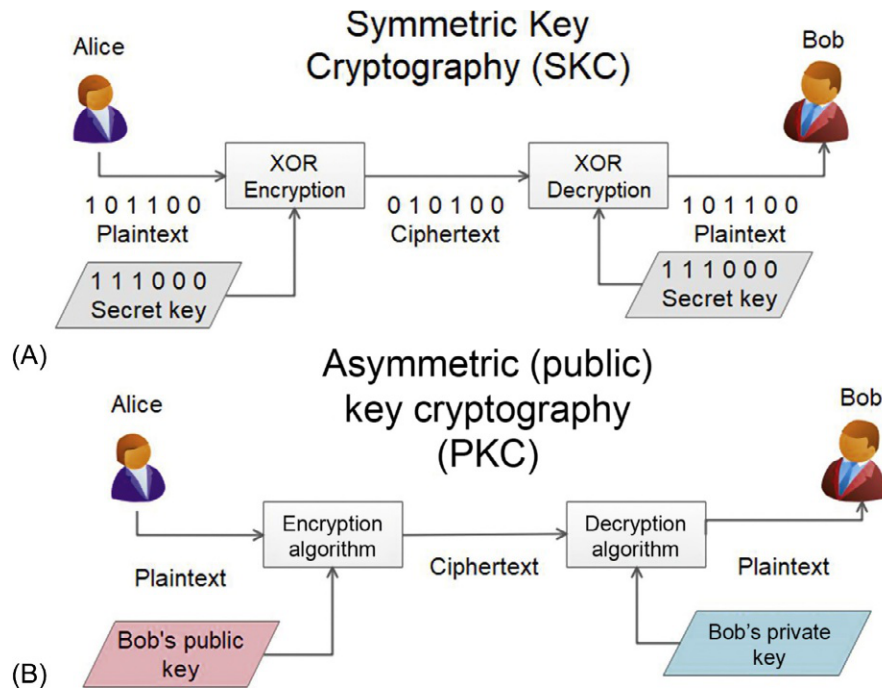 Symmetric Key
Cryptography (SKC)
Alice
Bob
XOR
Encryption
XOR
Decryption
1 0 1 1 0 0
Plaintext
0 1 0 1 0 0
Ciphertext
1 0 1 1 0 0
Plaintext
1 1 1 0 0 0
Secret key
1 1 1 0 0 0
Secret key
(A)
Asymmetric (public)
key cryptography
(PKC)
Alice
Bob
Encryption
algorithm
Decryption
algorithm
Plaintext
Ciphertext
Plaintext
Bob's public
key
Bob’s private
key
(B)